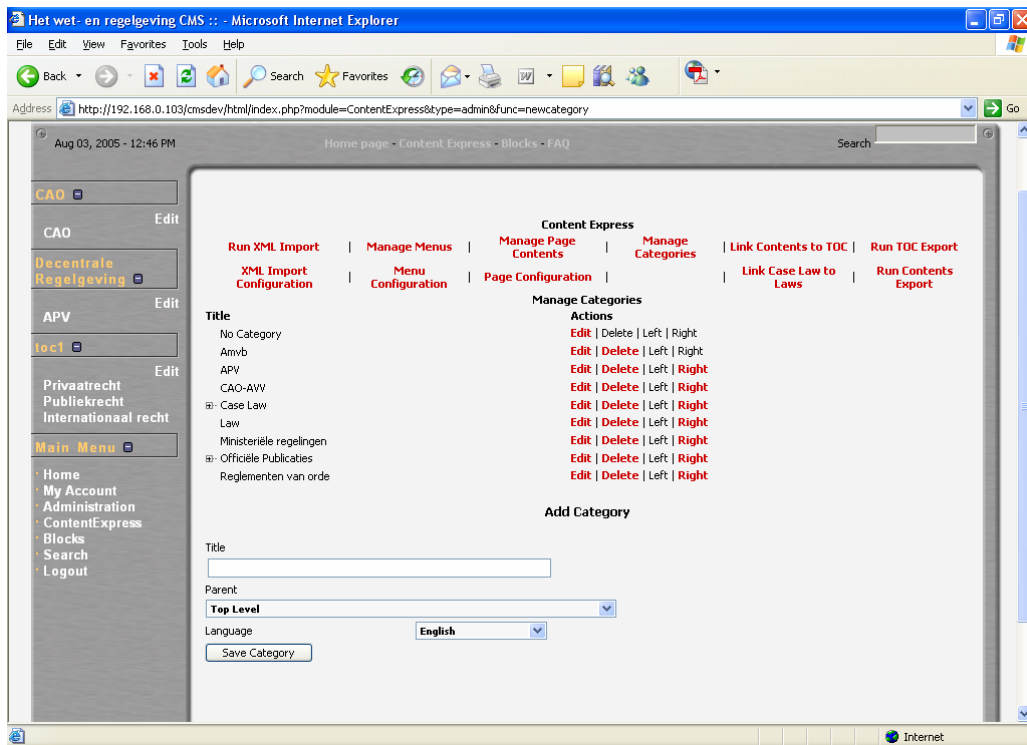 Het wet- en regelgeving CMS :: - Microsoft Internet Explorer
File Edit View Favorites Tools Help
Back Search Favorites
Address http://192.168.0.103/cmsdev/html/index.php?module=ContentExpress&type=admin&func=newcategory Go
Aug 03, 2005 - 12:46 PM Home page - Content Express - Blocks - FAQ Search
CAO
Edit
CAO
Decentrale
Regelgeving
Edit
APV
toc1
Edit
Privaatrecht
Publiekrecht
Internationaal recht
Main Menu
Home
My Account
Administration
ContentExpress
Blocks
Search
Logout
Content Express
Run XML Import | Manage Menus | Manage Page Contents | Manage Categories | Link Contents to TOC | Run TOC Export
XML Import Configuration | Menu Configuration | Page Configuration | | Link Case Law to Laws | Run Contents Export
Manage Categories
Title Actions
No Category Edit | Delete | Left | Right
Amvb Edit | Delete | Left | Right
APV Edit | Delete | Left | Right
CAO-AVV Edit | Delete | Left | Right
Case Law Edit | Delete | Left | Right
Law Edit | Delete | Left | Right
Ministeriële regelingen Edit | Delete | Left | Right
Officiële Publicaties Edit | Delete | Left | Right
Reglementen van orde Edit | Delete | Left | Right
Add Category
Title
Parent
Top Level
Language English
Save Category
Internet